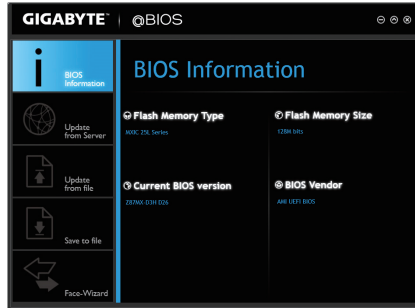 GIGABYTE™ | @BIOS
BIOS
Information
Update
from Server
Update
from file
Save to file
Face-Wizard
BIOS Information
Flash Memory Type
MXIC 25L Series
Flash Memory Size
128M bits
Current BIOS version
Z87MX-D3H D26
BIOS Vendor
AMI UEFI BIOS